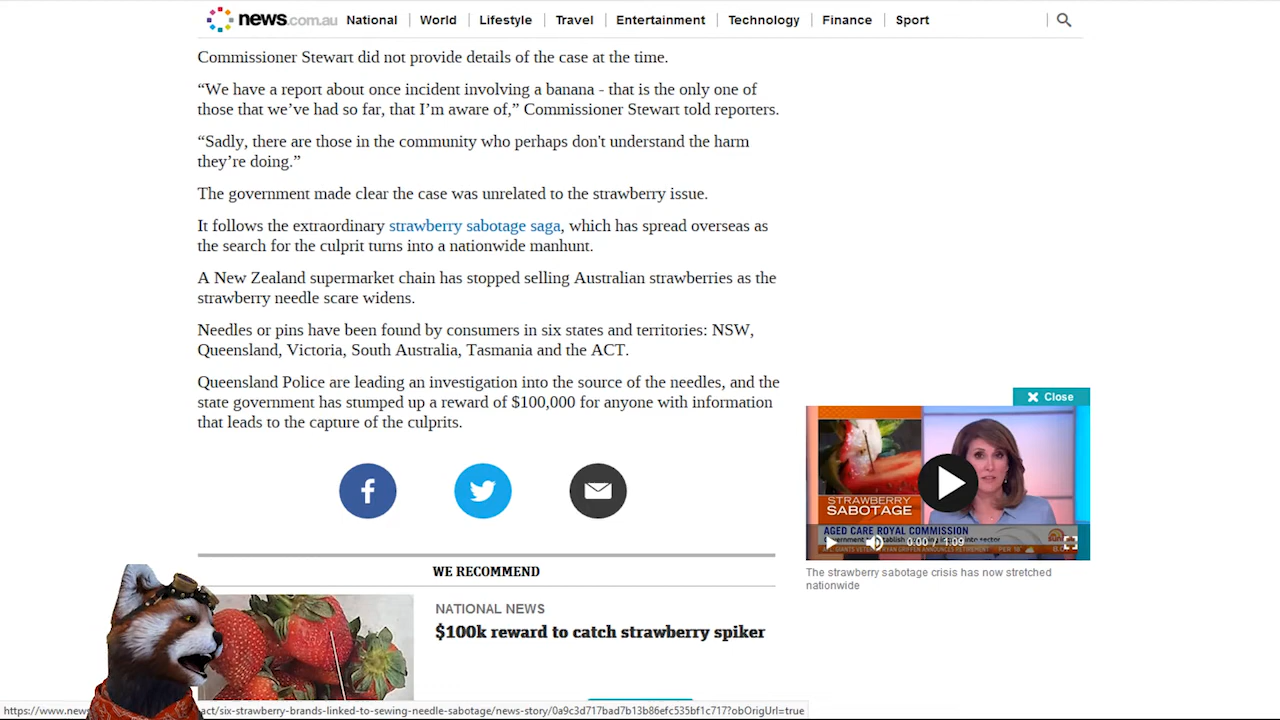 news.com.au National World Lifestyle Travel Entertainment Technology Finance Sport
Commissioner Stewart did not provide details of the case at the time.
“We have a report about once incident involving a banana - that is the only one of
those that we’ve had so far, that I’m aware of,” Commissioner Stewart told reporters.
“Sadly, there are those in the community who perhaps don't understand the harm
they’re doing.”
The government made clear the case was unrelated to the strawberry issue.
It follows the extraordinary strawberry sabotage saga, which has spread overseas as
the search for the culprit turns into a nationwide manhunt.
A New Zealand supermarket chain has stopped selling Australian strawberries as the
strawberry needle scare widens.
Needles or pins have been found by consumers in six states and territories: NSW,
Queensland, Victoria, South Australia, Tasmania and the ACT.
Queensland Police are leading an investigation into the source of the needles, and the
state government has stumped up a reward of $100,000 for anyone with information
that leads to the capture of the culprits.
Close
STRAWBERRY
SABOTAGE
AGED CARE ROYAL COMMISSION
0:00 / 1:09
The strawberry sabotage crisis has now stretched
nationwide
WE RECOMMEND
NATIONAL NEWS
$100k reward to catch strawberry spiker
https://www.new act/six-strawberry-brands-linked-to-sewing-needle-sabotage/news-story/0a9c3d717bad7b13b86efc535bf1c717?obOrigUrl=true